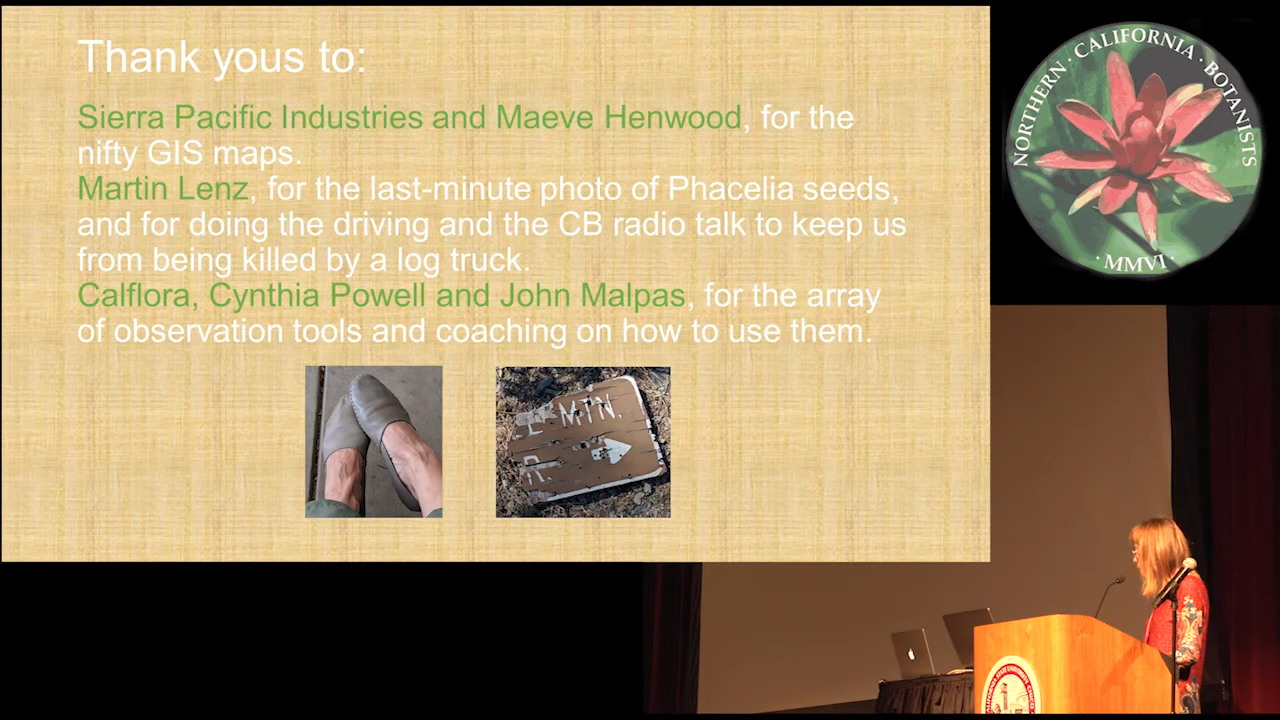 Thank yous to:
Sierra Pacific Industries and Maeve Henwood, for the
nifty GIS maps.
Martin Lenz, for the last-minute photo of Phacelia seeds,
and for doing the driving and the CB radio talk to keep us
from being killed by a log truck.
Calflora, Cynthia Powell and John Malpas, for the array
of observation tools and coaching on how to use them.
MTN.
R.
NORTHERN · CALIFORNIA · BOTANISTS
· MMVI ·